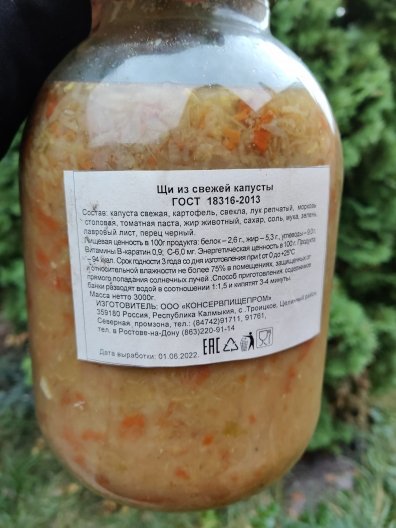 Щи из свежей капусты
ГОСТ 18316-2013
Состав: капуста свежая, картофель, свекла, лук репчатый, морковь
столовая, томатная паста, жир животный, сахар, соль, мука, зелень,
лавровый лист, перец черный.
Пищевая ценность в 100г продукта: белок – 2,6 г., жир – 5,3 г., углеводы –
Витамины В-каратин 0,9; С-6,0 мг. Энергетическая ценность в 100 г. Продукта
– 94 ккал. Срок годности 3 года со дня изготовления при t от 0 до +25°С
и относительной влажности не более 75% в помещениях, защищенных от
прямого попадания солнечных лучей. Способ приготовления: содержимое
банки разводят водой в соотношении 1:1,5 и кипятят 3-4 минуты.
Масса нетто 3000г.
ИЗГОТОВИТЕЛЬ: ООО «КОНСЕРВПИЩЕПРОМ»
359180 Россия, Республика Калмыкия, с .Троицкое, Целинный район,
Северная, промзона, тел.: (84742)91711, 91761,
тел. в Ростове-на-Дону (863)220-91-14
Дата выработки: 01.06.2022.
ЕАС